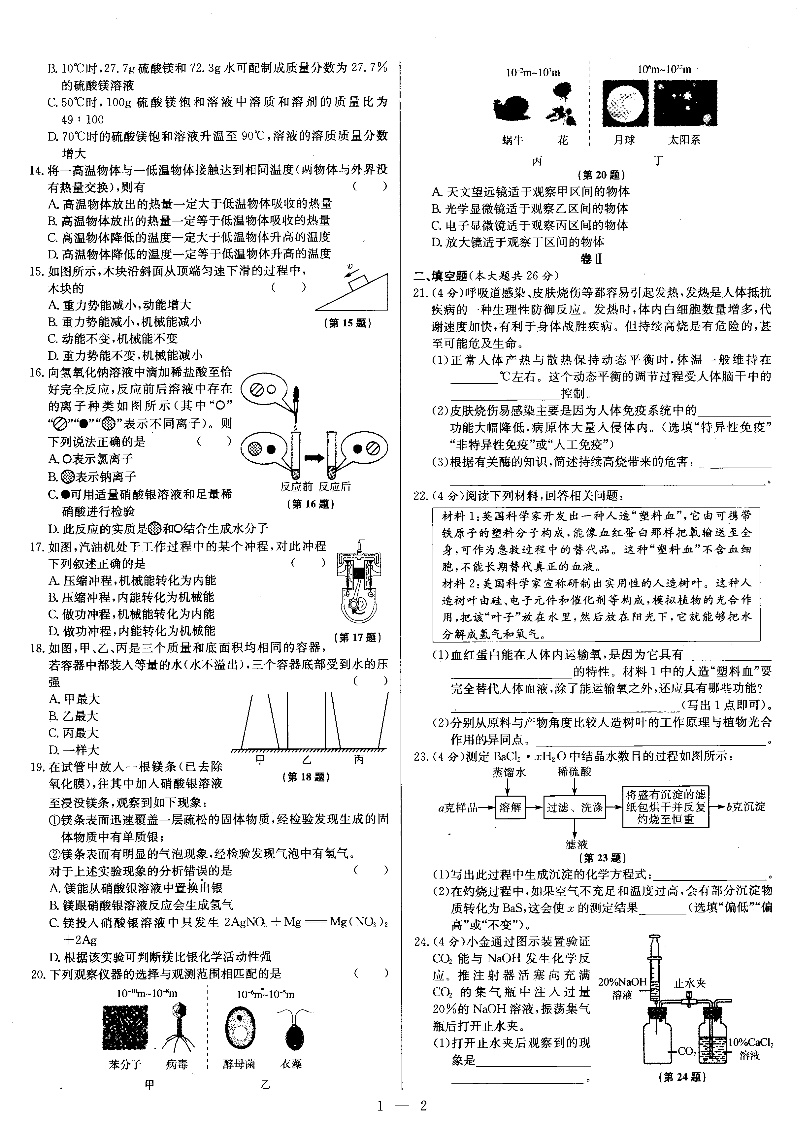 B. 10℃时,27.7g 硫酸镁和 72.3g 水可配制成质量分数为 27.7%
的硫酸镁溶液
C. 50℃时,100g 硫酸镁饱和溶液中溶质和溶剂的质量比为
49∶100
D. 70℃时的硫酸镁饱和溶液升温至 90℃,溶液的溶质质量分数
增大
14. 将一高温物体与一低温物体接触达到相同温度(两物体与外界没
有热量交换),则有 ( )
A. 高温物体放出的热量一定大于低温物体吸收的热量
B. 高温物体放出的热量一定等于低温物体吸收的热量
C. 高温物体降低的温度一定大于低温物体升高的温度
D. 高温物体降低的温度一定等于低温物体升高的温度
15. 如图所示,木块沿斜面从顶端匀速下滑的过程中,
木块的 ( )
A. 重力势能减小,动能增大
B. 重力势能减小,机械能减小
C. 动能不变,机械能不变
D. 重力势能不变,机械能减小
v
(第 15 题)
16. 向氢氧化钠溶液中滴加稀盐酸至恰
好完全反应,反应前后溶液中存在
的离子种类如图所示(其中“○”
“⊘”“●”“◍”表示不同离子)。则
下列说法正确的是 ( )
A. ○表示氯离子
B. ◍表示钠离子
C. ●可用适量硝酸银溶液和足量稀
硝酸进行检验
D. 此反应的实质是◍和○结合生成水分子
反应前 反应后
(第 16 题)
17. 如图,汽油机处于工作过程中的某个冲程,对此冲程
下列叙述正确的是 ( )
A. 压缩冲程,机械能转化为内能
B. 压缩冲程,内能转化为机械能
C. 做功冲程,机械能转化为内能
D. 做功冲程,内能转化为机械能
(第 17 题)
18. 如图,甲、乙、丙是三个质量和底面积均相同的容器,
若容器中都装入等量的水(水不溢出),三个容器底部受到水的压
强 ( )
A. 甲最大
B. 乙最大
C. 丙最大
D. 一样大
甲 乙 丙
(第 18 题)
19. 在试管中放入一根镁条(已去除
氧化膜),往其中加入硝酸银溶液
至浸没镁条,观察到如下现象:
①镁条表面迅速覆盖一层疏松的固体物质,经检验发现生成的固
体物质中有单质银;
②镁条表面有明显的气泡现象,经检验发现气泡中有氢气。
对于上述实验现象的分析错误的是 ( )
A. 镁能从硝酸银溶液中置换出银
B. 镁跟硝酸银溶液反应会生成氢气
C. 镁投入硝酸银溶液中只发生 2AgNO₃+Mg══Mg(NO₃)₂
+2Ag
D. 根据该实验可判断镁比银化学活动性强
20. 下列观察仪器的选择与观测范围相匹配的是 ( )
10⁻¹⁰m~10⁻⁸m 10⁻⁶m~10⁻⁵m
苯分子 病毒 酵母菌 衣藻
甲 乙
10⁻²m~10¹m 10⁶m~10²¹m
蜗牛 花 月球 太阳系
丙 丁
(第 20 题)
A. 天文望远镜适于观察甲区间的物体
B. 光学显微镜适于观察乙区间的物体
C. 电子显微镜适于观察丙区间的物体
D. 放大镜适于观察丁区间的物体
卷Ⅱ
二、填空题(本大题共 26 分)
21. (4 分)呼吸道感染、皮肤烧伤等都容易引起发热,发热是人体抵抗
疾病的一种生理性防御反应。发热时,体内白细胞数量增多,代
谢速度加快,有利于身体战胜疾病。但持续高烧是有危险的,甚
至可能危及生命。
(1)正常人体产热与散热保持动态平衡时,体温一般维持在
______℃左右。这个动态平衡的调节过程受人体脑干中的
______控制。
(2)皮肤烧伤易感染主要是因为人体免疫系统中的______
功能大幅降低,病原体大量入侵体内。(选填“特异性免疫”
“非特异性免疫”或“人工免疫”)
(3)根据有关酶的知识,简述持续高烧带来的危害:______
______。
22. (4 分)阅读下列材料,回答相关问题:
材料 1:英国科学家开发出一种人造“塑料血”,它由可携带
铁原子的塑料分子构成,能像血红蛋白那样把氧输送至全
身,可作为急救过程中的替代品。这种“塑料血”不含血细
胞,不能长期替代真正的血液。
材料 2:美国科学家宣称研制出实用性的人造树叶。这种人
造树叶由硅、电子元件和催化剂等构成,模拟植物的光合作
用,把该“叶子”放在水里,然后放在阳光下,它就能够把水
分解成氢气和氧气。
(1)血红蛋白能在人体内运输氧,是因为它具有______
______的特性。材料 1 中的人造“塑料血”要
完全替代人体血液,除了能运输氧之外,还应具有哪些功能?
______(写出 1 点即可)。
(2)分别从原料与产物角度比较人造树叶的工作原理与植物光合
作用的异同点。______。
23. (4 分)测定 BaCl₂·xH₂O 中结晶水数目的过程如图所示:
蒸馏水 稀硫酸
a克样品 溶解 过滤、洗涤 将盛有沉淀的滤纸包烘干并反复灼烧至恒重 b克沉淀
滤液
(第 23 题)
(1)写出此过程中生成沉淀的化学方程式:______。
(2)在灼烧过程中,如果空气不充足和温度过高,会有部分沉淀物
质转化为 BaS,这会使 x 的测定结果______(选填“偏低”“偏
高”或“不变”)。
24. (4 分)小金通过图示装置验证
CO₂ 能与 NaOH 发生化学反
应。推注射器活塞向充满
CO₂ 的集气瓶中注入过量
20%的 NaOH 溶液,振荡集气
瓶后打开止水夹。
(1)打开止水夹后观察到的现
象是______
______;
20%NaOH
溶液
止水夹
CO₂
10%CaCl₂
溶液
(第 24 题)
1 — 2